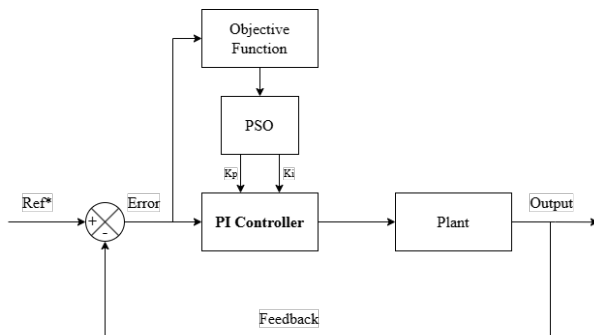 Objective
Function
PSO
Kp
Ki
Ref*
Error
+
-
PI Controller
Plant
Output
Feedback